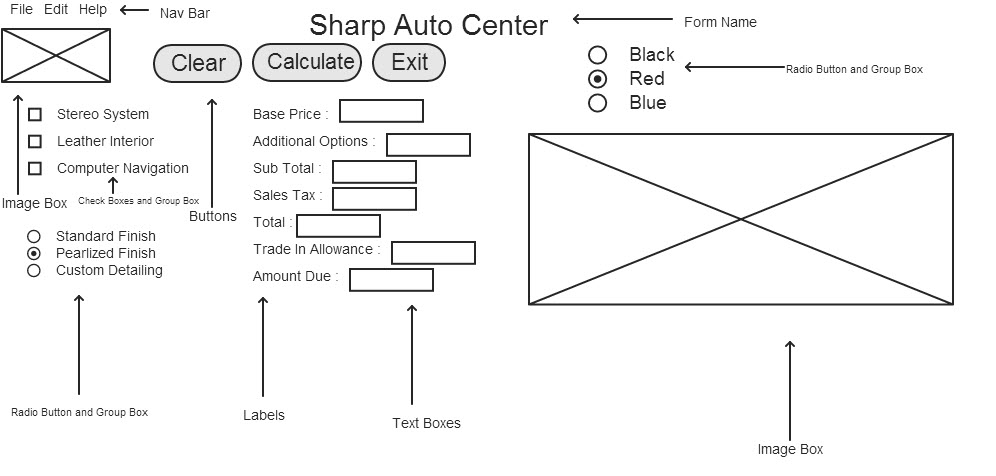 File Edit Help
Nav Bar
Sharp Auto Center
Form Name
Clear
Calculate
Exit
Black
Red
Blue
Radio Button and Group Box
Stereo System
Leather Interior
Computer Navigation
Image Box
Check Boxes and Group Box
Buttons
Standard Finish
Pearlized Finish
Custom Detailing
Radio Button and Group Box
Base Price :
Additional Options :
Sub Total :
Sales Tax :
Total :
Trade In Allowance :
Amount Due :
Labels
Text Boxes
Image Box